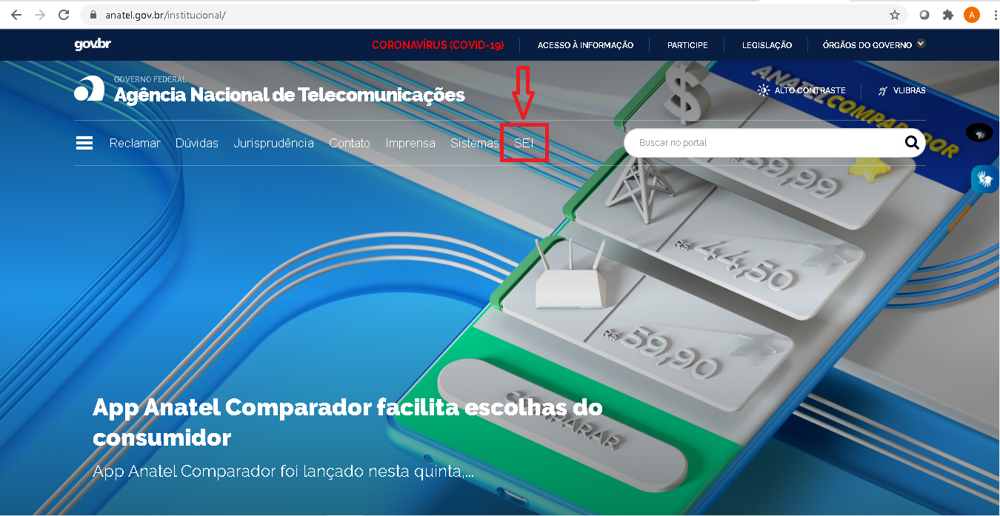 anatel.gov.br/institucional/
A
gov.br
CORONAVÍRUS (COVID-19)
ACESSO À INFORMAÇÃO
PARTICIPE
LEGISLAÇÃO
ÓRGÃOS DO GOVERNO
GOVERNO FEDERAL
Agência Nacional de Telecomunicações
ALTO CONTRASTE
VLIBRAS
ANATEL
COMPARADOR
Reclamar
Dúvidas
Jurisprudência
Contato
Imprensa
Sistemas
SEI
Buscar no portal
$
39,99
R$ 44,50
R$ 59,90
COMPARAR
App Anatel Comparador facilita escolhas do
consumidor
App Anatel Comparador foi lançado nesta quinta,...